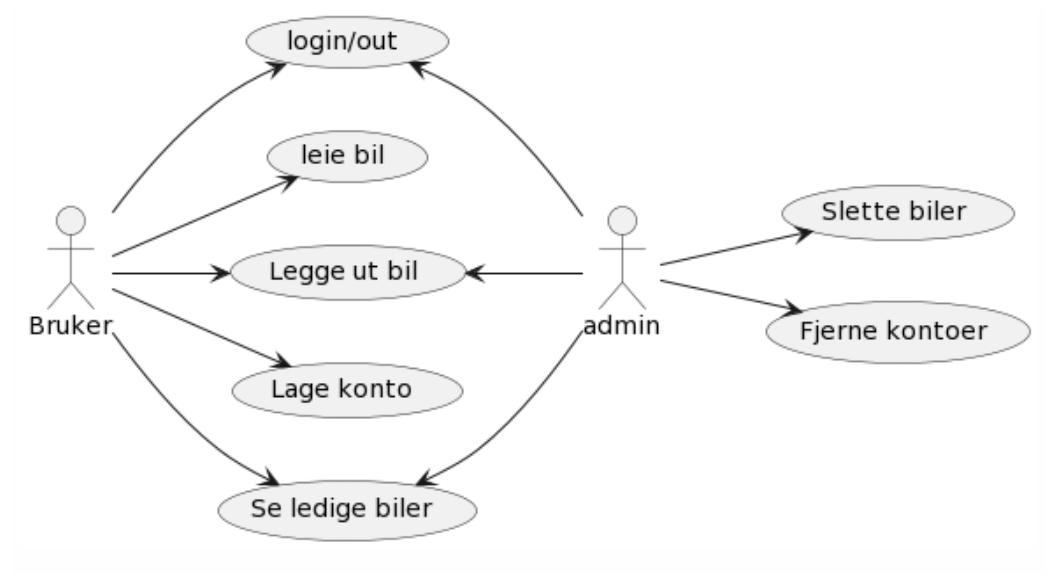 login/out
leie bil
Slette biler
Legge ut bil
Bruker
admin
Fjerne kontoer
Lage konto
Se ledige biler